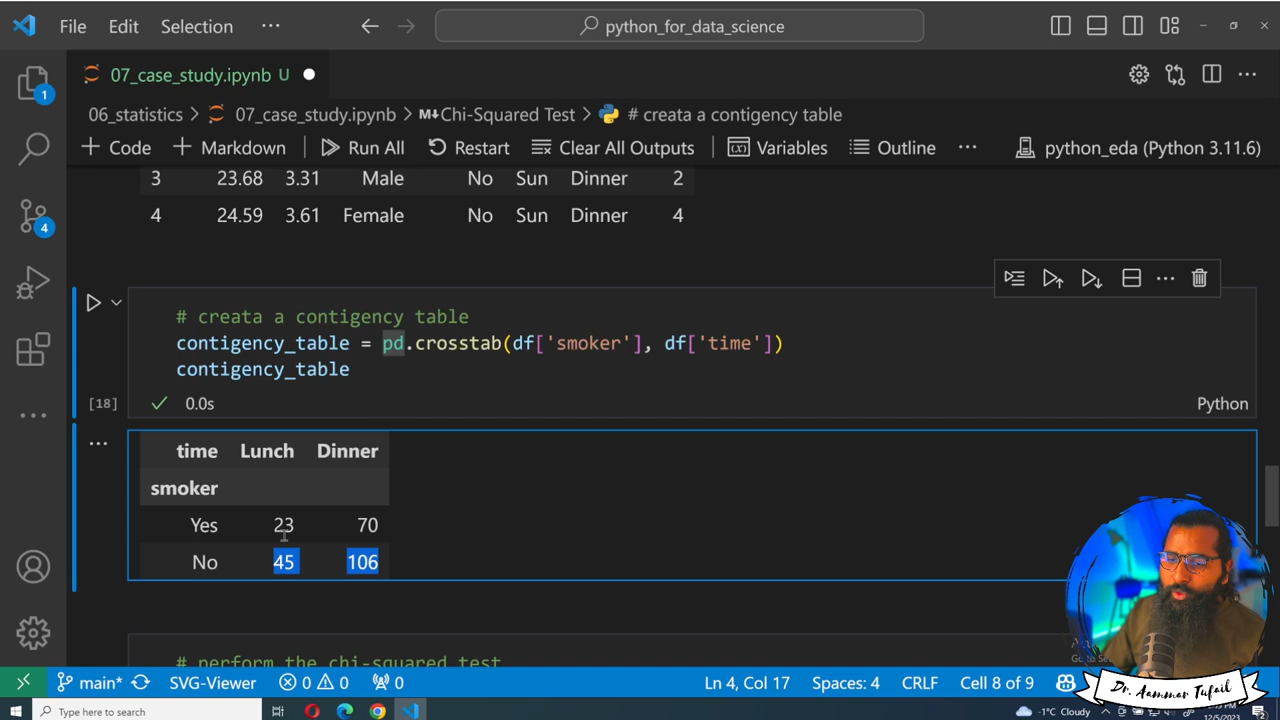 File Edit Selection ··· python_for_data_science
07_case_study.ipynb U
06_statistics > 07_case_study.ipynb > M↓Chi-Squared Test > # creata a contigency table
+ Code + Markdown Run All Restart Clear All Outputs Variables Outline ··· python_eda (Python 3.11.6)
3 23.68 3.31 Male No Sun Dinner 2
4 24.59 3.61 Female No Sun Dinner 4
# creata a contigency table
contigency_table = pd.crosstab(df['smoker'], df['time'])
contigency_table
[18] 0.0s Python
time Lunch Dinner
smoker
Yes 23 70
No 45 106
# perform the chi-squared test
1
4
main* SVG-Viewer 0 0 0 Ln 4, Col 17 Spaces: 4 CRLF Cell 8 of 9
Dr. Aammar Tufail
Type here to search -1°C Cloudy
12/5/2023